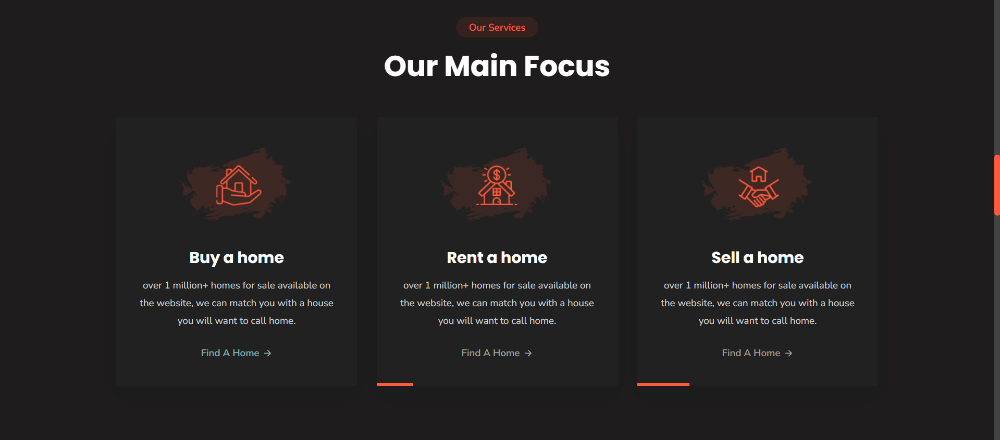 Our Services
Our Main Focus
Buy a home
over 1 million+ homes for sale available on
the website, we can match you with a house
you will want to call home.
Find A Home →
Rent a home
over 1 million+ homes for sale available on
the website, we can match you with a house
you will want to call home.
Find A Home →
Sell a home
over 1 million+ homes for sale available on
the website, we can match you with a house
you will want to call home.
Find A Home →